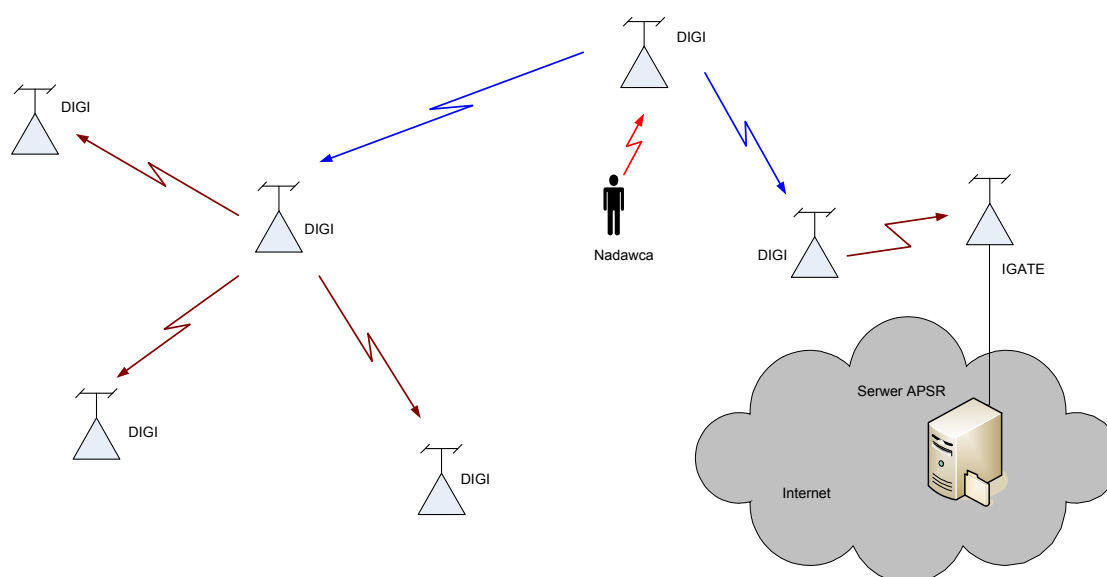 DIGI
DIGI
DIGI
Nadawca
DIGI
IGATE
Serwer APSR
DIGI
DIGI
Internet